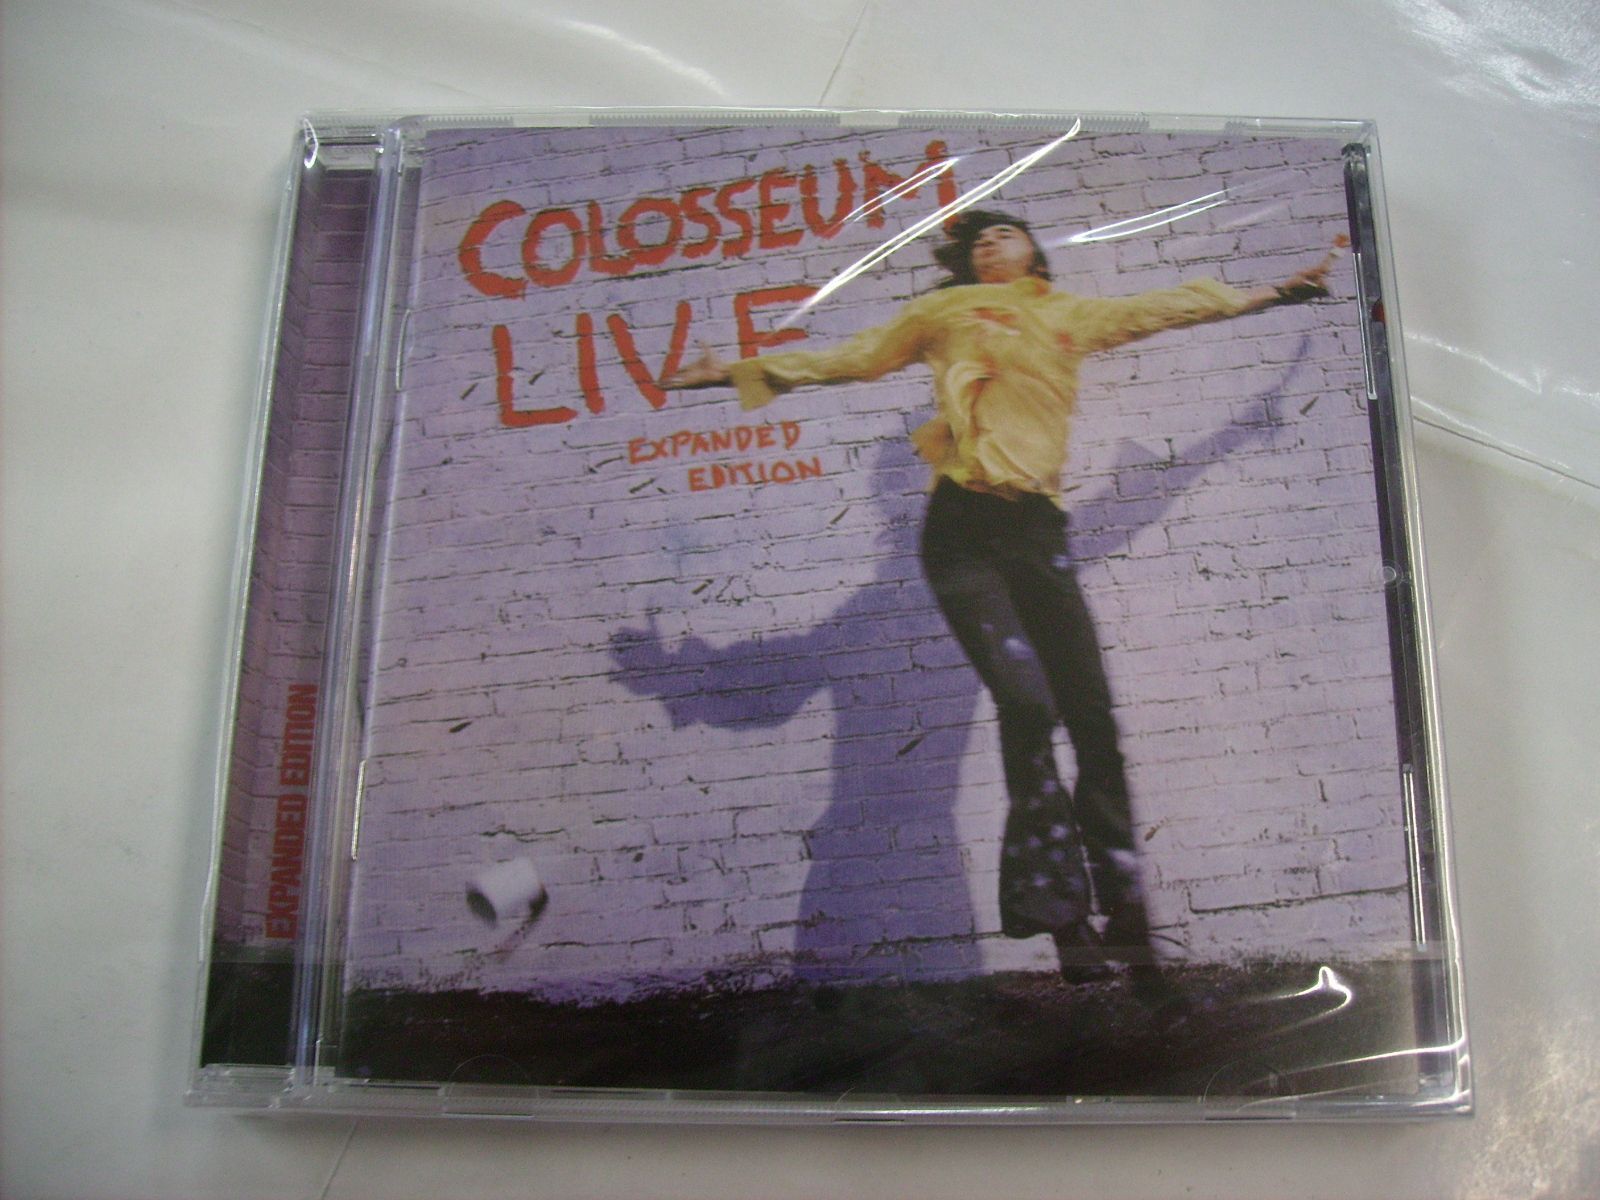 COLOSSEUM
LIVE
EXPANDED
EDITION
EXPANDED EDITION